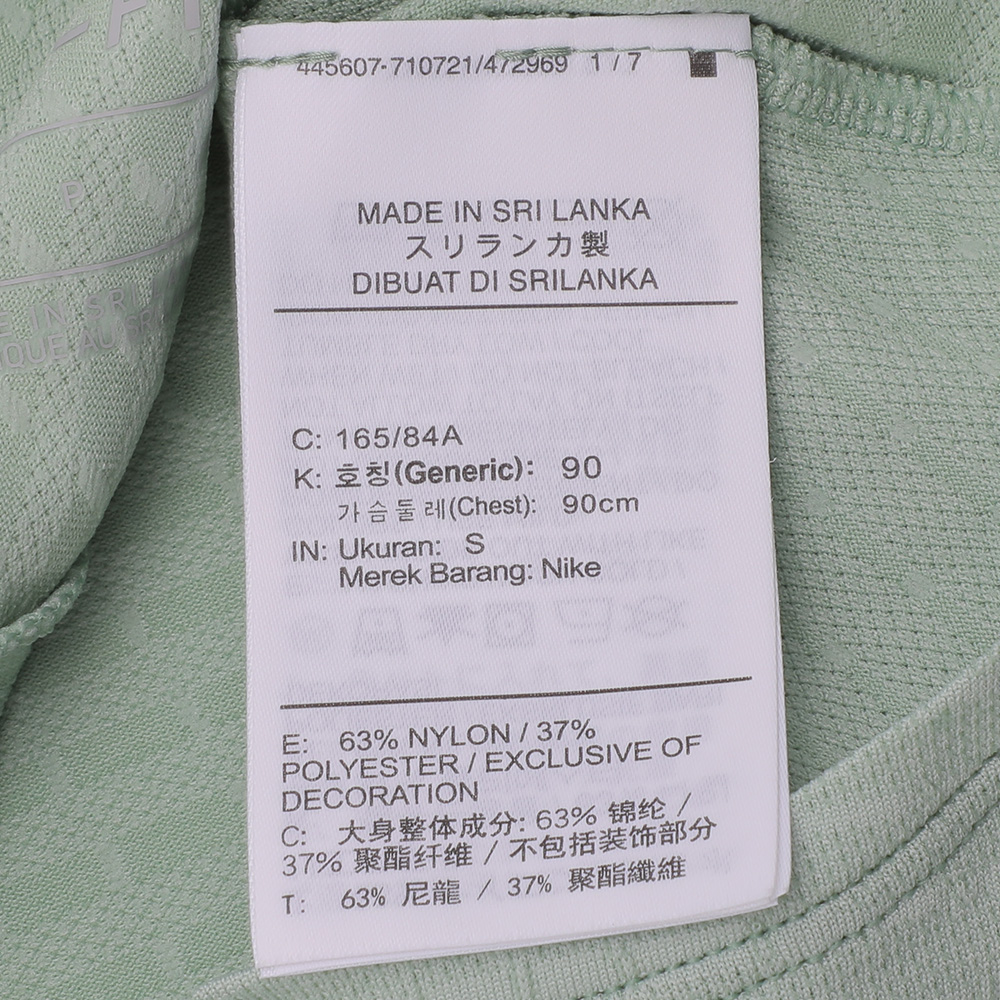 445607-710721/472969 1 / 7
MADE IN SRI LANKA
スリランカ製
DIBUAT DI SRILANKA
C: 165/84A
K: 호칭(Generic): 90
가슴둘레(Chest): 90cm
IN: Ukuran: S
Merek Barang: Nike
E: 63% NYLON / 37%
POLYESTER / EXCLUSIVE OF
DECORATION
C: 大身整体成分: 63% 锦纶 /
37% 聚酯纤维 / 不包括装饰部分
T: 63% 尼龍 / 37% 聚酯纖維